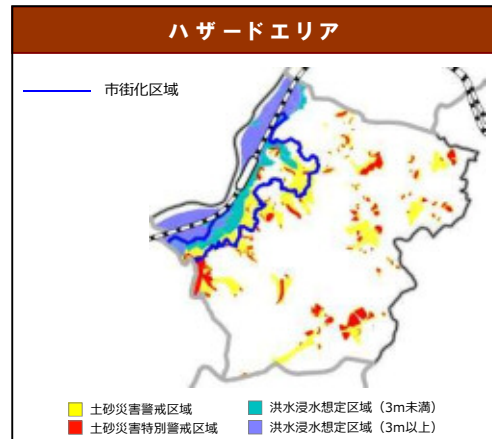 ハザードエリア
市街化区域
土砂災害警戒区域
洪水浸水想定区域（3m未満）
土砂災害特別警戒区域
洪水浸水想定区域（3m以上）